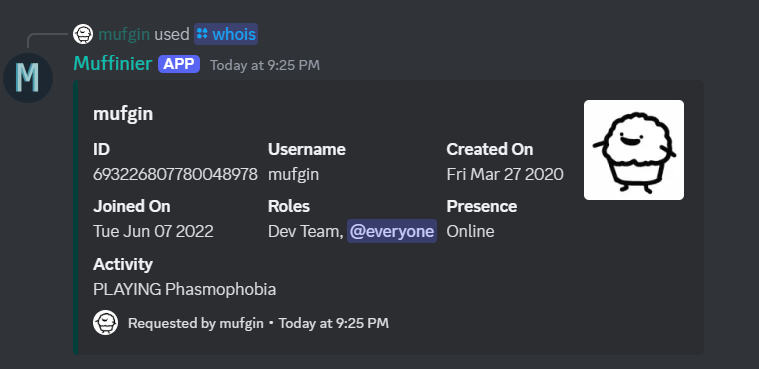 mufgin used whois
M
Muffinier APP Today at 9:25 PM
mufgin
ID Username Created On
693226807780048978 mufgin Fri Mar 27 2020
Joined On Roles Presence
Tue Jun 07 2022 Dev Team, @everyone Online
Activity
PLAYING Phasmophobia
Requested by mufgin • Today at 9:25 PM